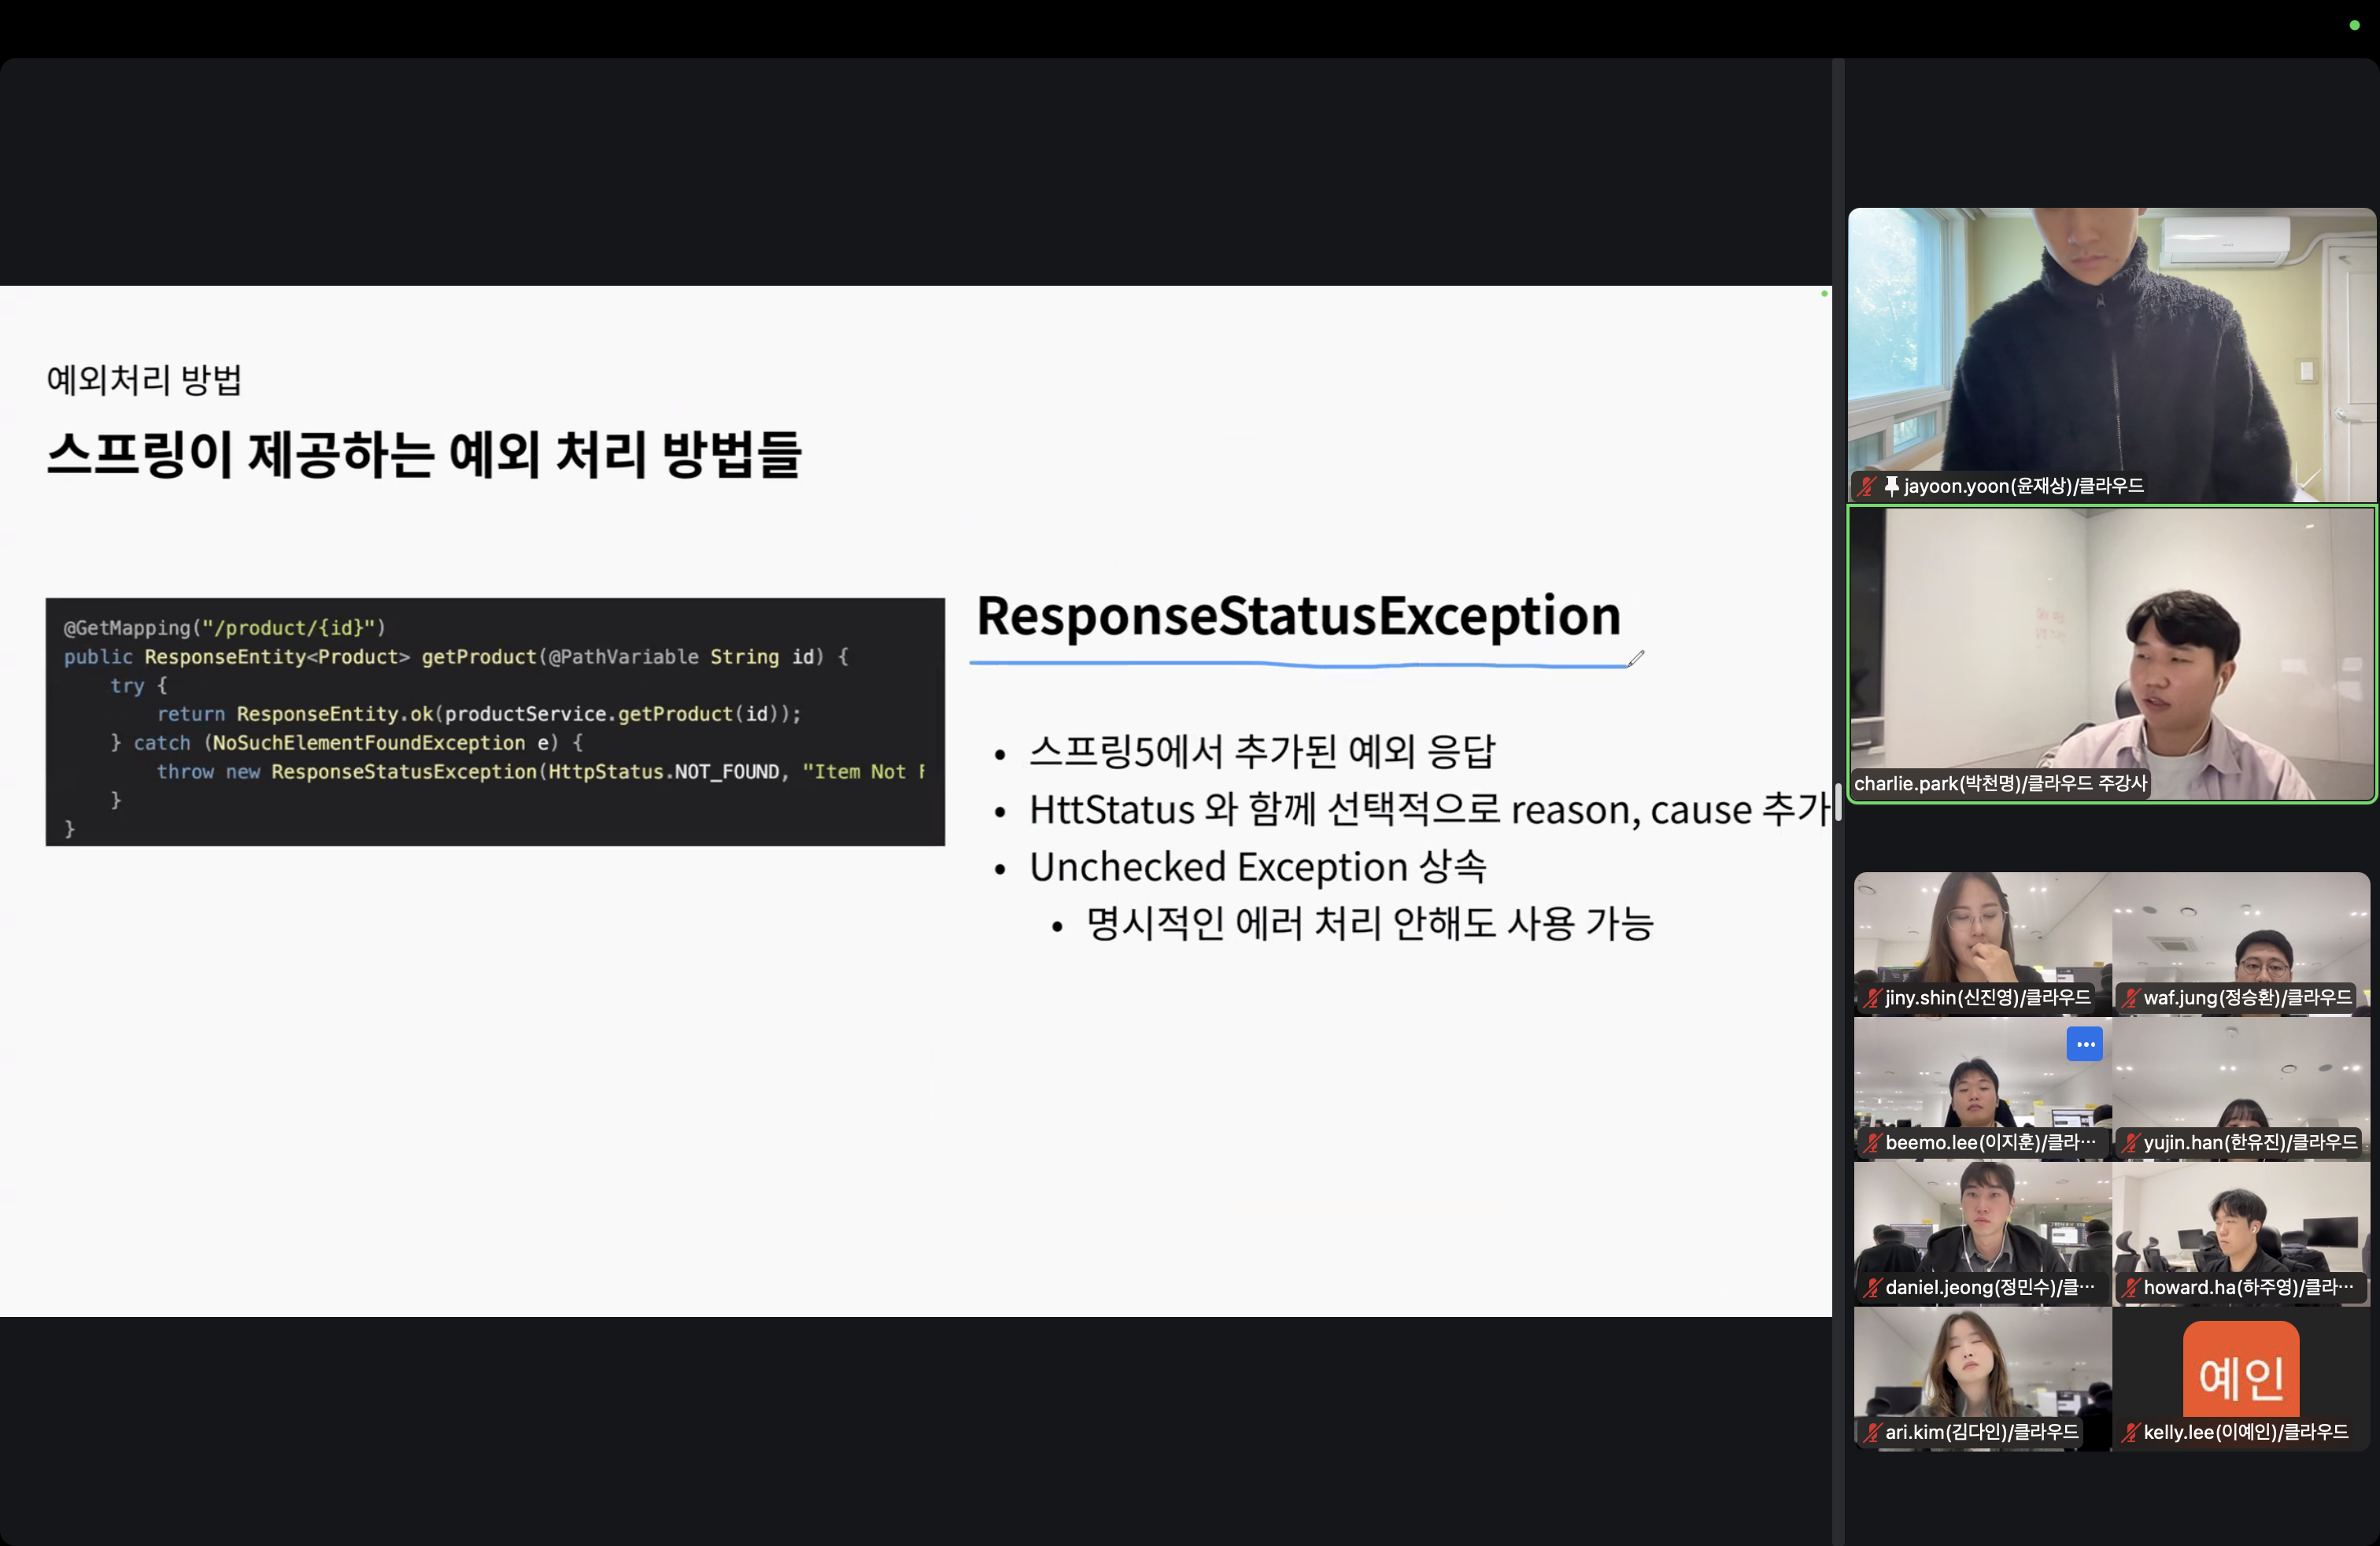 예외처리 방법
스프링이 제공하는 예외 처리 방법들
@GetMapping("/product/{id}")
public ResponseEntity<Product> getProduct(@PathVariable String id) {
try {
return ResponseEntity.ok(productService.getProduct(id));
} catch (NoSuchElementFoundException e) {
throw new ResponseStatusException(HttpStatus.NOT_FOUND, "Item Not F
}
}
ResponseStatusException
• 스프링5에서 추가된 예외 응답
• HttStatus 와 함께 선택적으로 reason, cause 추가
• Unchecked Exception 상속
• 명시적인 에러 처리 안해도 사용 가능
jayoon.yoon(윤재상)/클라우드
charlie.park(박천명)/클라우드 주강사
jiny.shin(신진영)/클라우드
waf.jung(정승환)/클라우드
beemo.lee(이지훈)/클라…
yujin.han(한유진)/클라우드
daniel.jeong(정민수)/클…
howard.ha(하주영)/클라…
예인
ari.kim(김다인)/클라우드
kelly.lee(이예인)/클라우드